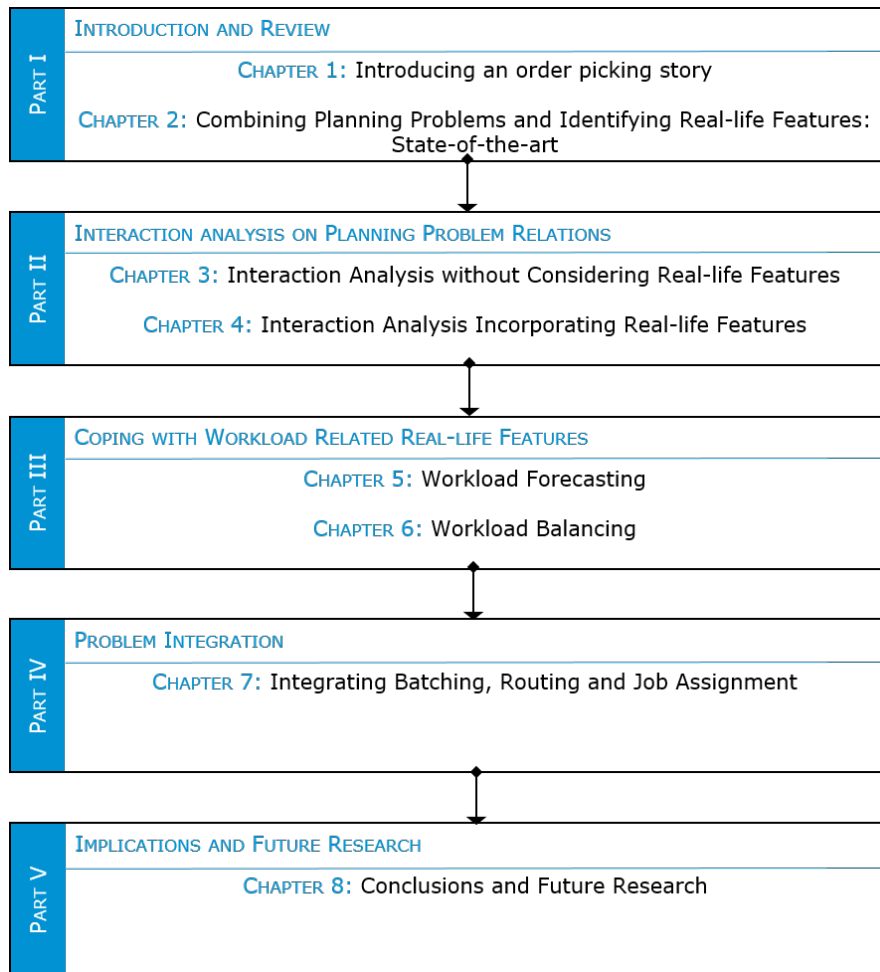 PART I
INTRODUCTION AND REVIEW
CHAPTER 1: Introducing an order picking story
CHAPTER 2: Combining Planning Problems and Identifying Real-life Features:
State-of-the-art
PART II
INTERACTION ANALYSIS ON PLANNING PROBLEM RELATIONS
CHAPTER 3: Interaction Analysis without Considering Real-life Features
CHAPTER 4: Interaction Analysis Incorporating Real-life Features
PART III
COPING WITH WORKLOAD RELATED REAL-LIFE FEATURES
CHAPTER 5: Workload Forecasting
CHAPTER 6: Workload Balancing
PART IV
PROBLEM INTEGRATION
CHAPTER 7: Integrating Batching, Routing and Job Assignment
PART V
IMPLICATIONS AND FUTURE RESEARCH
CHAPTER 8: Conclusions and Future Research